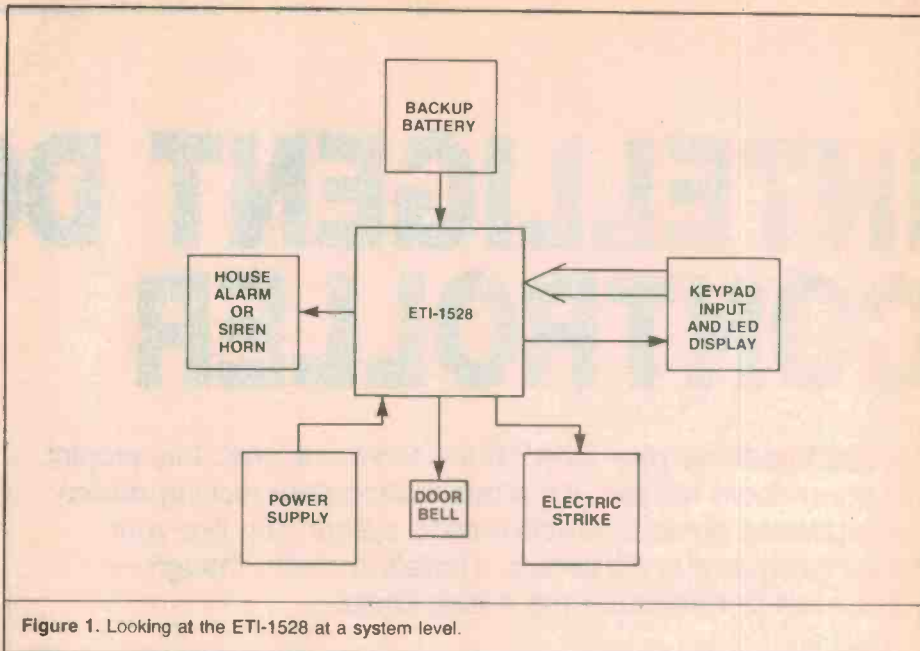 BACKUP
BATTERY
HOUSE
ALARM
OR
SIREN
HORN
ETI-1528
KEYPAD
INPUT
AND LED
DISPLAY
POWER
SUPPLY
DOOR
BELL
ELECTRIC
STRIKE
Figure 1. Looking at the ETI-1528 at a system level.